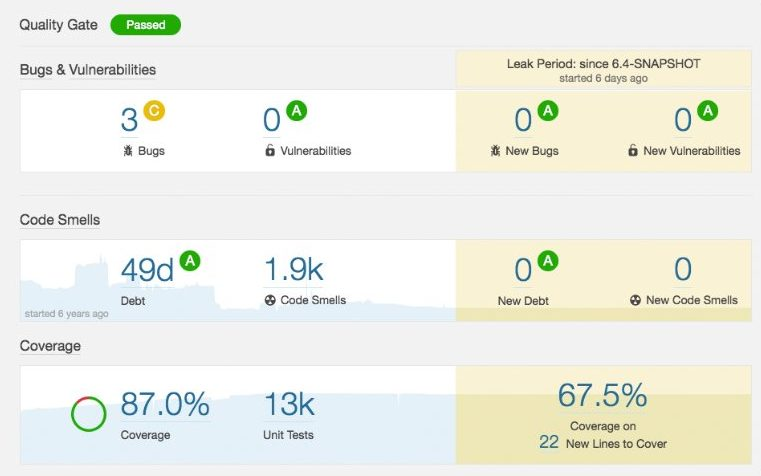 Quality Gate Passed
Leak Period: since 6.4-SNAPSHOT
started 6 days ago
Bugs & Vulnerabilities
3 C 0 A 0 A 0 A
Bugs Vulnerabilities New Bugs New Vulnerabilities
Code Smells
49d A 1.9k 0 A 0
Debt Code Smells New Debt New Code Smells
started 6 years ago
Coverage
87.0% 13k 67.5%
Coverage Unit Tests Coverage on
22 New Lines to Cover